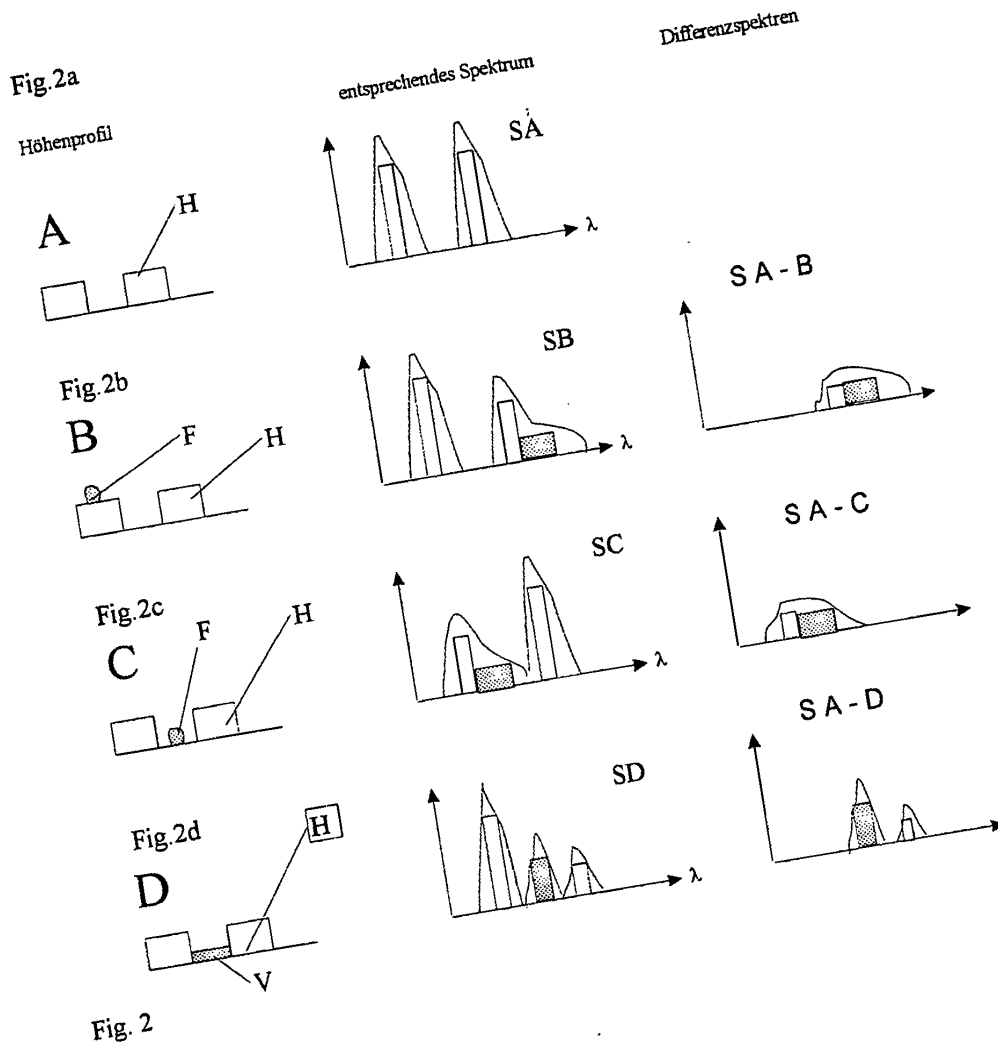 Fig.2a
Höhenprofil
entsprechendes Spektrum
Differenzspektren
A
H
SA
λ
Fig.2b
B
F
H
SB
λ
S A - B
Fig.2c
C
F
H
SC
λ
S A - C
Fig.2d
D
H
V
SD
λ
S A - D
Fig. 2